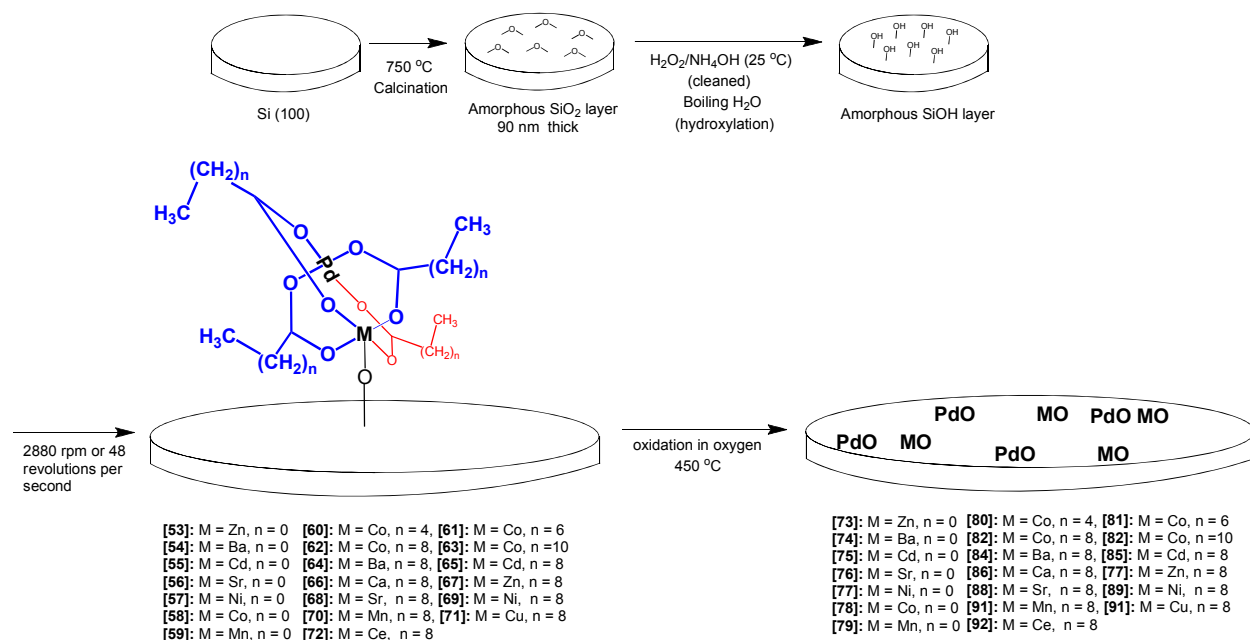 O O O
O O O
OH OH OH
OH OH OH OH
750 °C
Calcination
H₂O₂/NH₄OH (25 °C)
(cleaned)
Boiling H₂O
(hydroxylation)
Si (100)
Amorphous SiO₂ layer
90 nm thick
Amorphous SiOH layer
(CH₂)n
H₃C
O
O
Pd
CH₃
(CH₂)n
O
O
O
O
H₃C
(CH₂)n
O
M
O
CH₃
(CH₂)n
O
2880 rpm or 48
revolutions per
second
oxidation in oxygen
450 °C
PdO MO PdO MO
PdO MO PdO MO
[53]: M = Zn, n = 0 [60]: M = Co, n = 4, [61]: M = Co, n = 6
[54]: M = Ba, n = 0 [62]: M = Co, n = 8, [63]: M = Co, n =10
[55]: M = Cd, n = 0 [64]: M = Ba, n = 8, [65]: M = Cd, n = 8
[56]: M = Sr, n = 0 [66]: M = Ca, n = 8, [67]: M = Zn, n = 8
[57]: M = Ni, n = 0 [68]: M = Sr, n = 8, [69]: M = Ni, n = 8
[58]: M = Co, n = 0 [70]: M = Mn, n = 8, [71]: M = Cu, n = 8
[59]: M = Mn, n = 0 [72]: M = Ce, n = 8
[73]: M = Zn, n = 0 [80]: M = Co, n = 4, [81]: M = Co, n = 6
[74]: M = Ba, n = 0 [82]: M = Co, n = 8, [82]: M = Co, n =10
[75]: M = Cd, n = 0 [84]: M = Ba, n = 8, [85]: M = Cd, n = 8
[76]: M = Sr, n = 0 [86]: M = Ca, n = 8, [77]: M = Zn, n = 8
[77]: M = Ni, n = 0 [88]: M = Sr, n = 8, [89]: M = Ni, n = 8
[78]: M = Co, n = 0 [91]: M = Mn, n = 8, [91]: M = Cu, n = 8
[79]: M = Mn, n = 0 [92]: M = Ce, n = 8